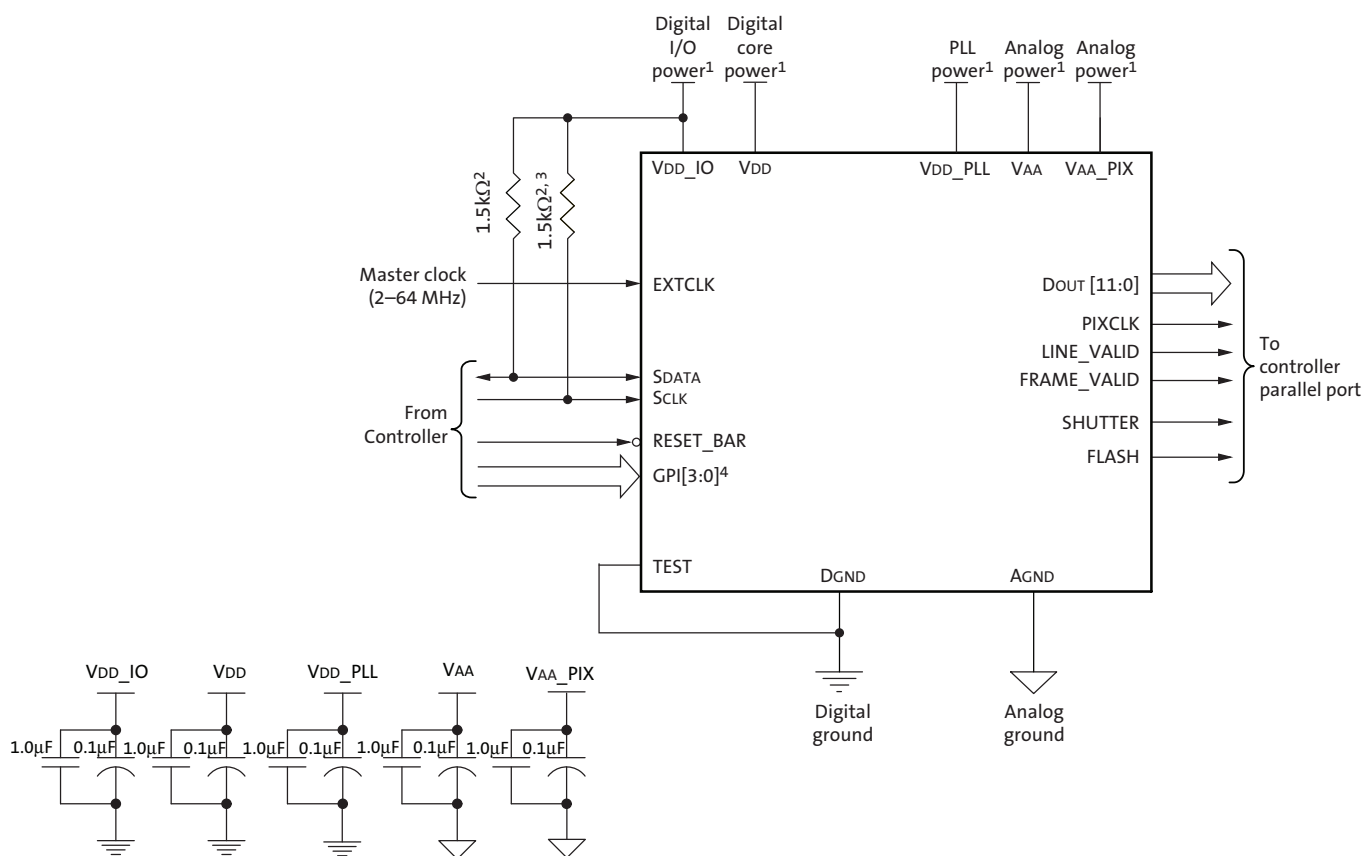 Digital
I/O
power1
Digital
core
power1
PLL
power1
Analog
power1
Analog
power1
VDD_IO
VDD
VDD_PLL
VAA
VAA_PIX
1.5kΩ2
1.5kΩ2, 3
Master clock
(2–64 MHz)
EXTCLK
SDATA
SCLK
From
Controller
RESET_BAR
GPI[3:0]4
TEST
DGND
AGND
DOUT [11:0]
PIXCLK
LINE_VALID
FRAME_VALID
SHUTTER
FLASH
To
controller
parallel port
Digital
ground
Analog
ground
VDD_IO
VDD
VDD_PLL
VAA
VAA_PIX
1.0µF
0.1µF
1.0µF
0.1µF
1.0µF
0.1µF
1.0µF
0.1µF
1.0µF
0.1µF